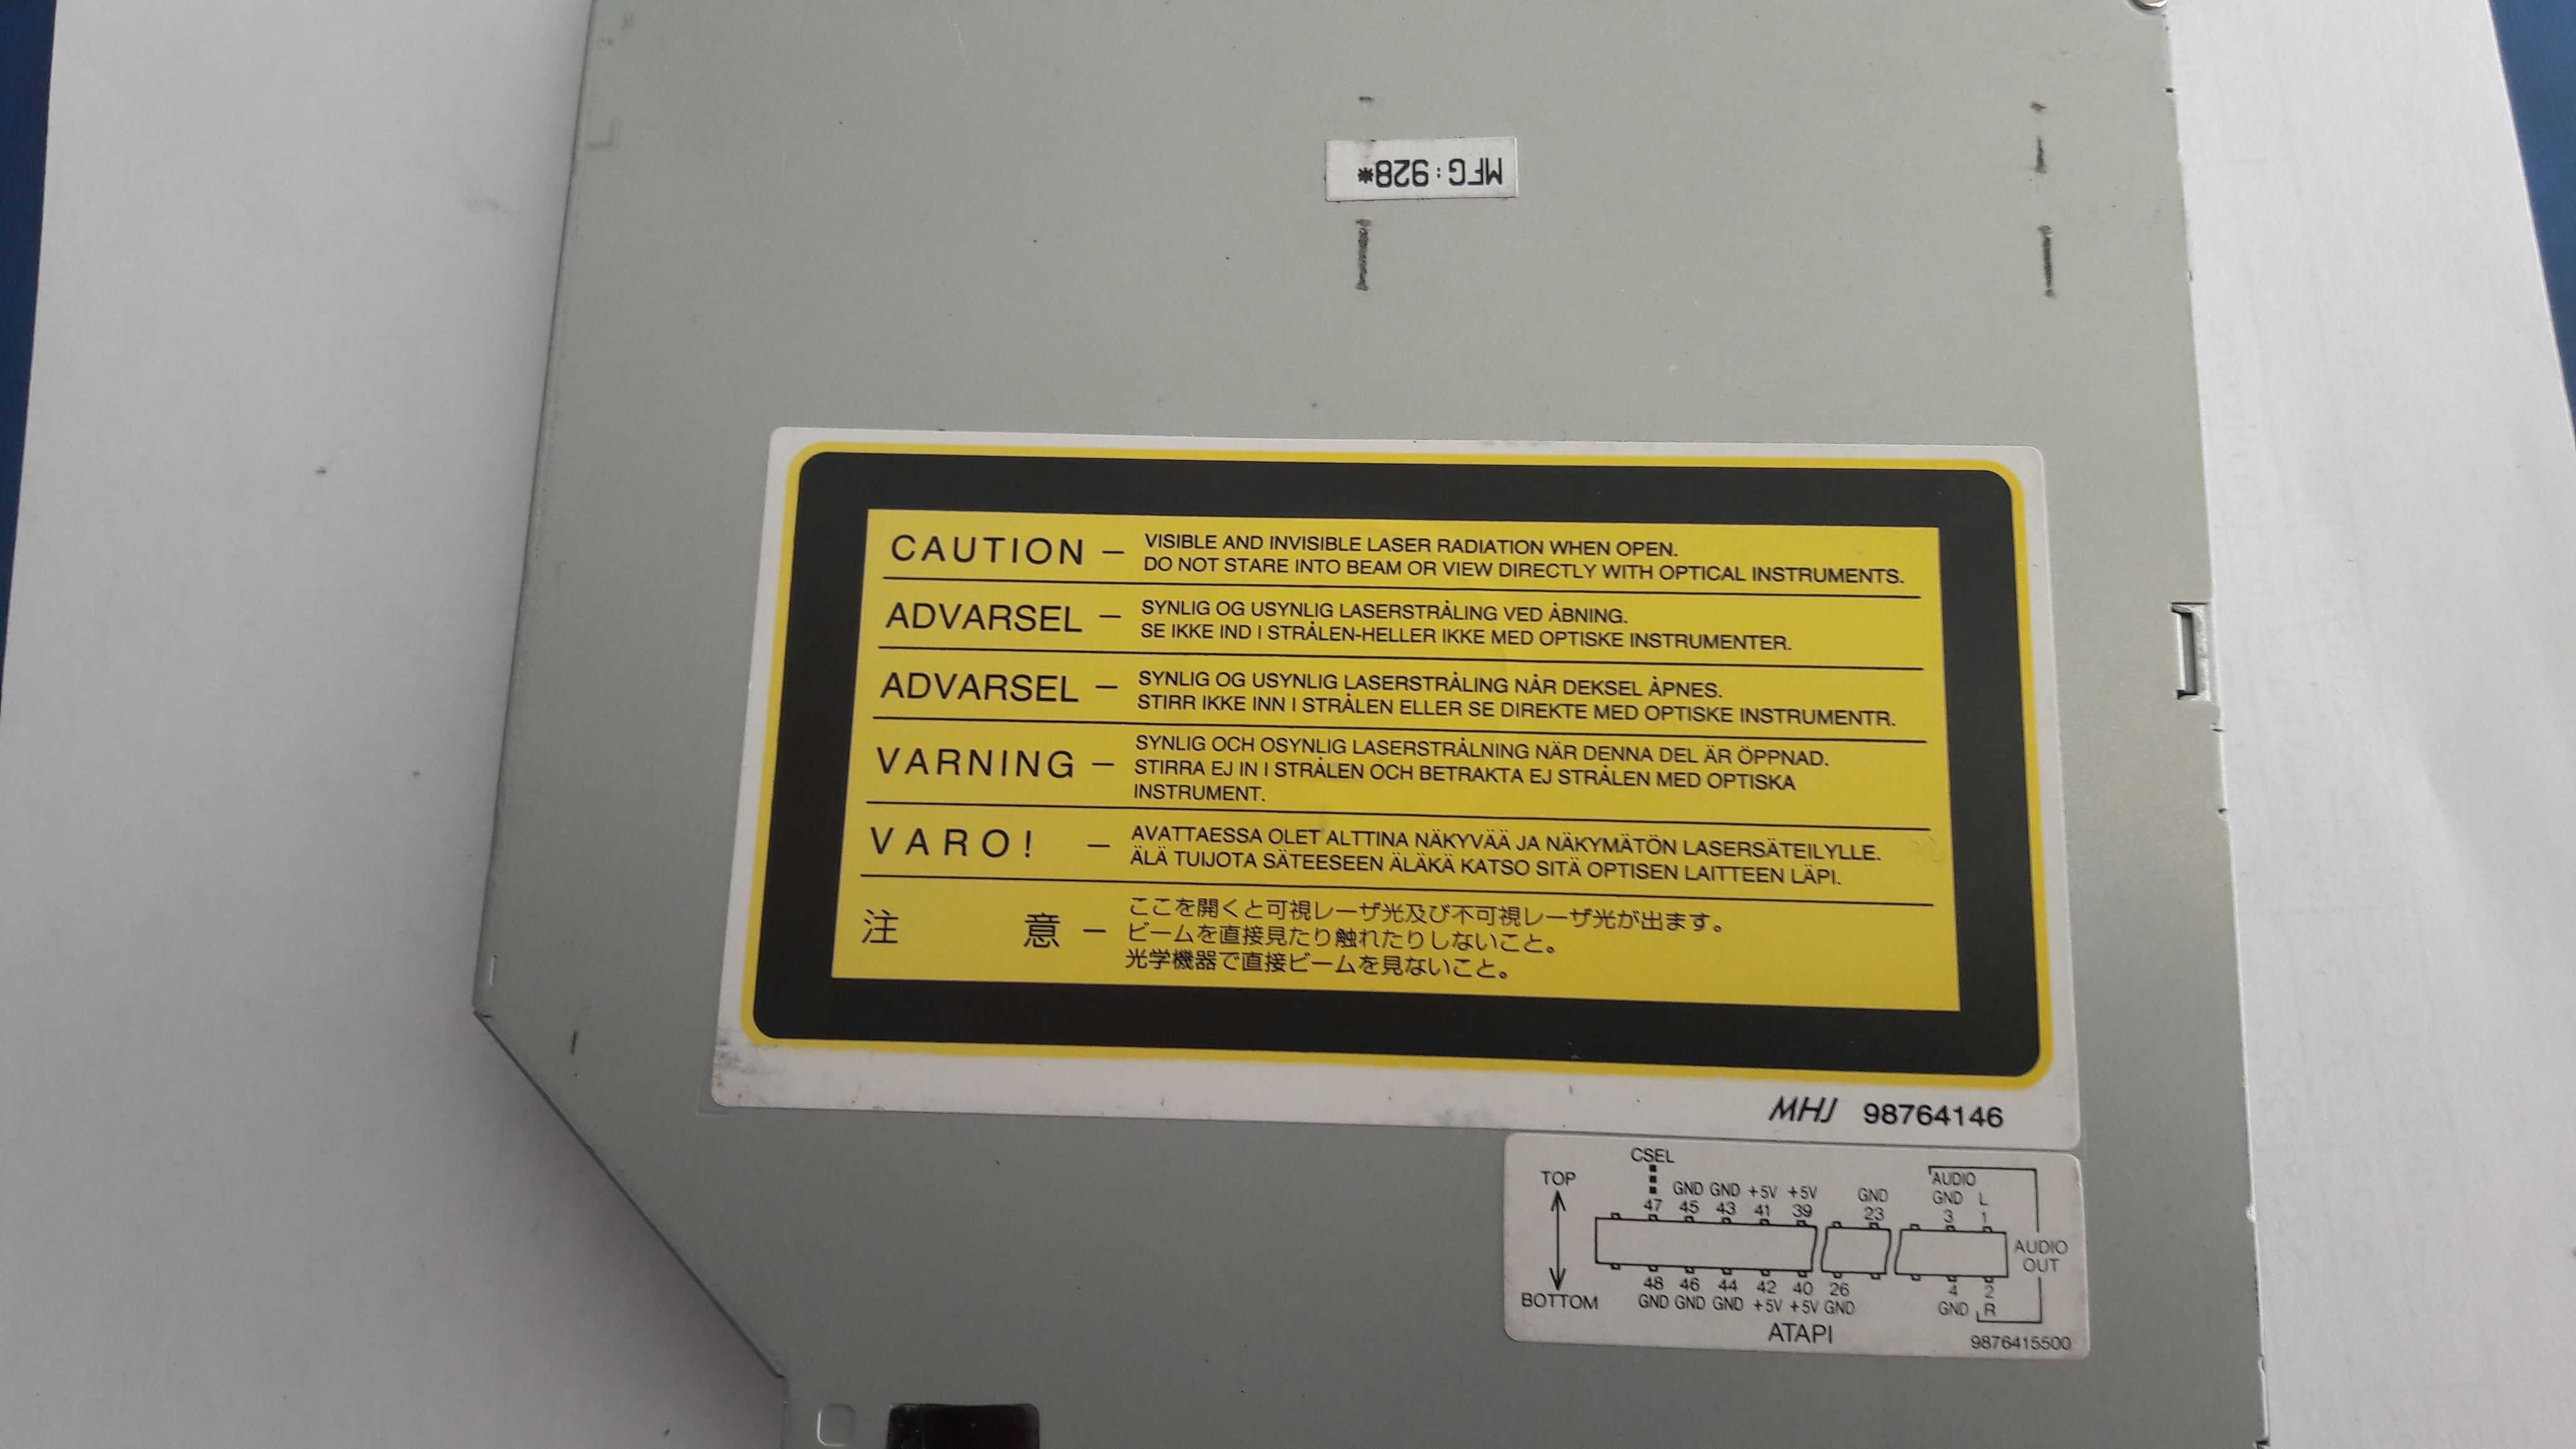 MFG:928*
CAUTION – VISIBLE AND INVISIBLE LASER RADIATION WHEN OPEN.
DO NOT STARE INTO BEAM OR VIEW DIRECTLY WITH OPTICAL INSTRUMENTS.
ADVARSEL – SYNLIG OG USYNLIG LASERSTRÅLING VED ÅBNING.
SE IKKE IND I STRÅLEN-HELLER IKKE MED OPTISKE INSTRUMENTER.
ADVARSEL – SYNLIG OG USYNLIG LASERSTRÅLING NÅR DEKSEL ÅPNES.
STIRR IKKE INN I STRÅLEN ELLER SE DIREKTE MED OPTISKE INSTRUMENTR.
VARNING – SYNLIG OCH OSYNLIG LASERSTRÅLNING NÄR DENNA DEL ÄR ÖPPNAD.
STIRRA EJ IN I STRÅLEN OCH BETRAKTA EJ STRÅLEN MED OPTISKA
INSTRUMENT.
VARO! – AVATTAESSA OLET ALTTINA NÄKYVÄÄ JA NÄKYMÄTÖN LASERSÄTEILYLLE.
ÄLÄ TUIJOTA SÄTEESEEN ÄLÄKÄ KATSO SITÄ OPTISEN LAITTEEN LÄPI.
注意 – ここを開くと可視レーザ光及び不可視レーザ光が出ます。
ビームを直接見たり触れたりしないこと。
光学機器で直接ビームを見ないこと。
MHJ 98764146
CSEL
TOP GND GND +5V +5V GND AUDIO GND L
47 45 43 41 39 23 3 1
AUDIO OUT
48 46 44 42 40 26 4 2
BOTTOM GND GND GND +5V +5V GND GND R
ATAPI
9876415500